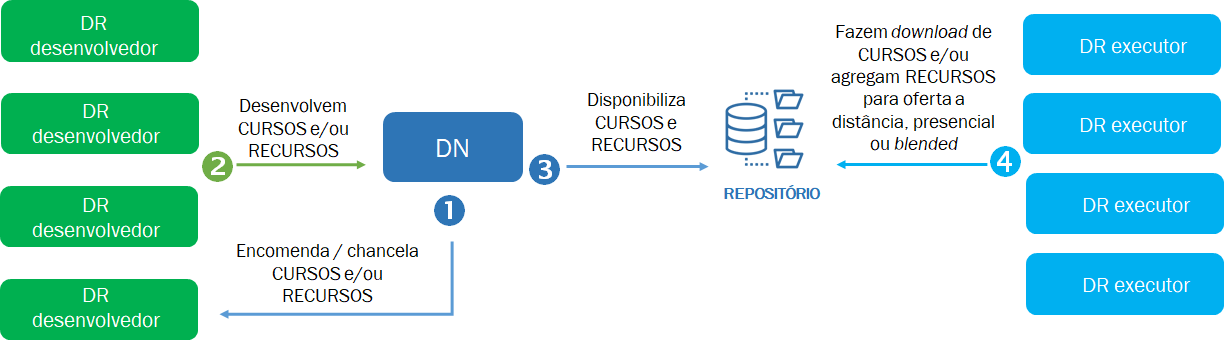 DR
desenvolvedor
DR
desenvolvedor
DR
desenvolvedor
DR
desenvolvedor
Desenvolvem
CURSOS e/ou
RECURSOS
2
DN
1
Encomenda / chancela
CURSOS e/ou
RECURSOS
3
Disponibiliza
CURSOS e
RECURSOS
REPOSITÓRIO
Fazem download de
CURSOS e/ou
agregam RECURSOS
para oferta a
distância, presencial
ou blended
4
DR executor
DR executor
DR executor
DR executor